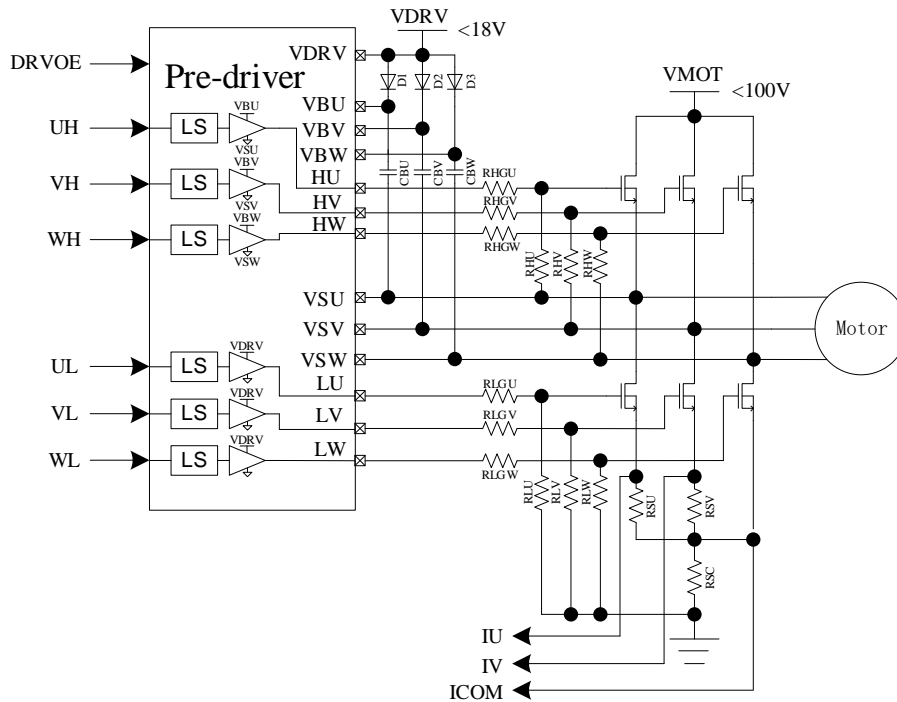 VDRV
<18V
DRVOE
VDRV
Pre-driver
D1
D2
D3
VMOT
<100V
VBU
VBU
UH
LS
VBV
VSU
VBV
VBW
CBU
CBV
CBW
HU
RHGU
VH
LS
VSV
VBW
HV
RHGV
WH
LS
HW
RHGW
VSW
RHU
RHV
RHW
VSU
VSV
Motor
VSW
UL
LS
VDRV
LU
RLGU
VL
LS
VDRV
LV
RLGV
WL
LS
VDRV
LW
RLGW
RLU
RLV
RLW
RSU
RSV
RSC
IU
IV
ICOM